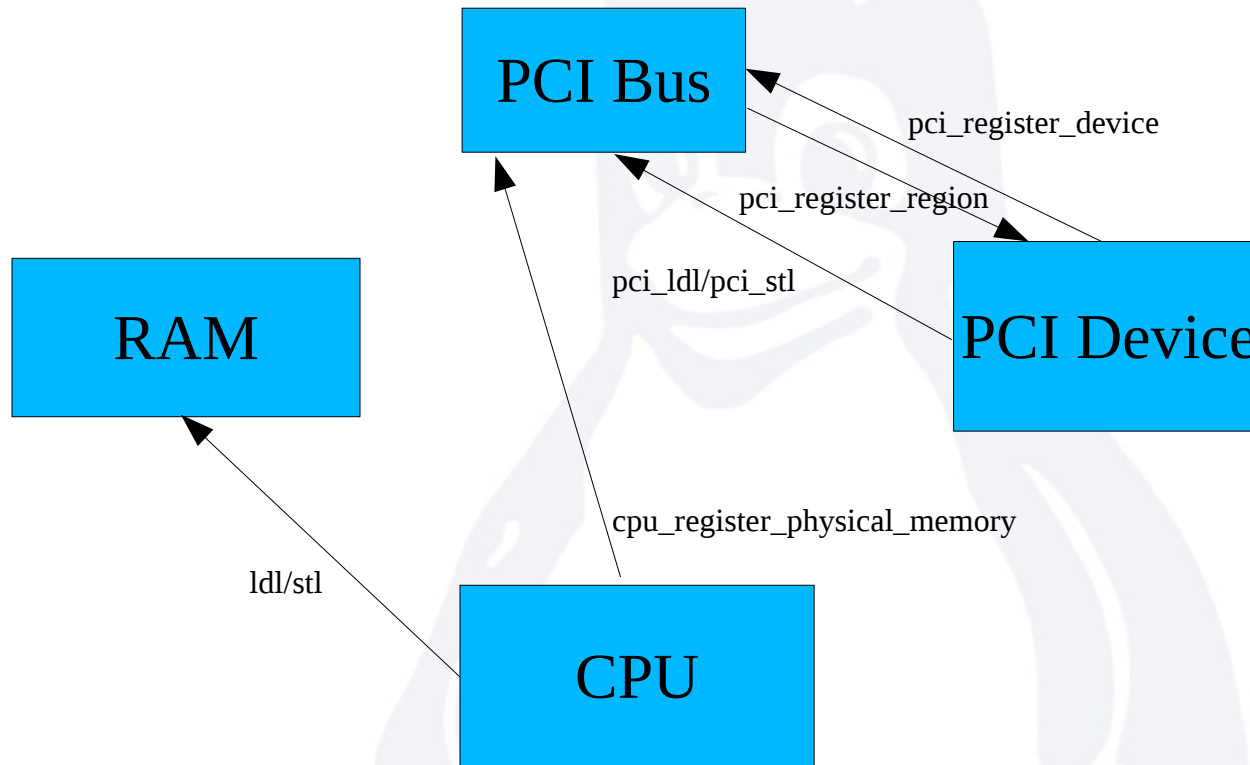 PCI Bus
pci_register_device
pci_register_region
pci_ldl/pci_stl
RAM
PCI Device
cpu_register_physical_memory
ldl/stl
CPU